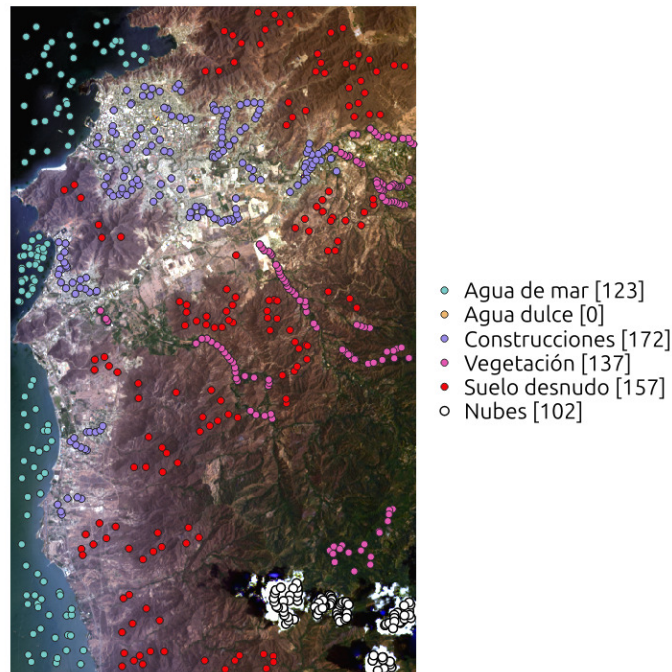 Agua de mar [123]
Agua dulce [0]
Construcciones [172]
Vegetación [137]
Suelo desnudo [157]
Nubes [102]